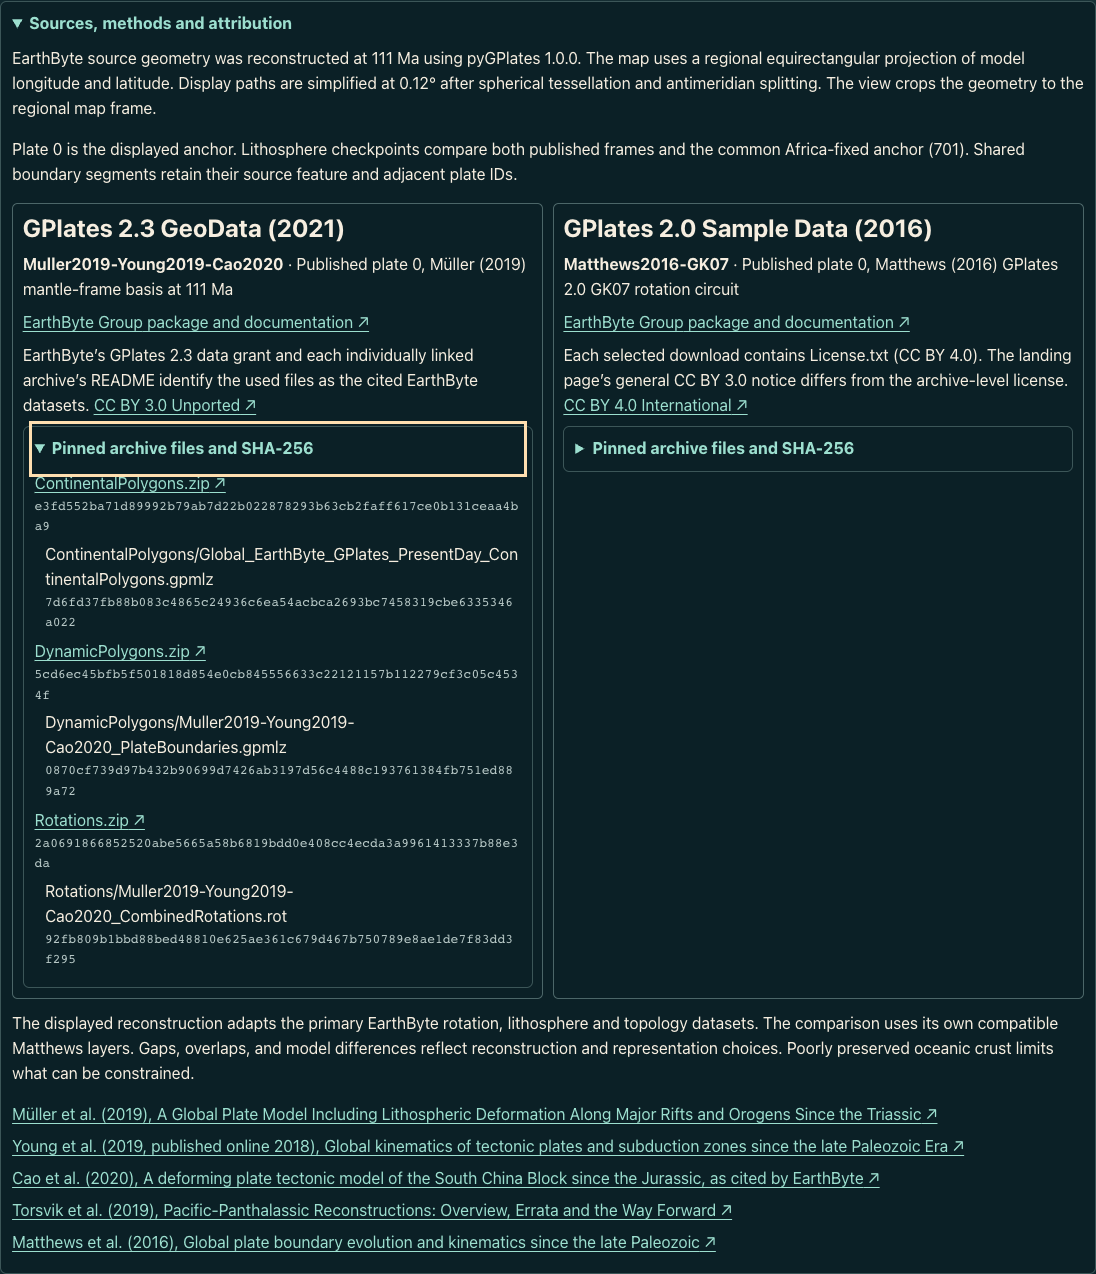 ▼ Sources, methods and attribution
EarthByte source geometry was reconstructed at 111 Ma using pyGPlates 1.0.0. The map uses a regional equirectangular projection of model
longitude and latitude. Display paths are simplified at 0.12° after spherical tessellation and antimeridian splitting. The view crops the geometry to the
regional map frame.
Plate 0 is the displayed anchor. Lithosphere checkpoints compare both published frames and the common Africa-fixed anchor (701). Shared
boundary segments retain their source feature and adjacent plate IDs.
GPlates 2.3 GeoData (2021)
Muller2019-Young2019-Cao2020 · Published plate 0, Müller (2019)
mantle-frame basis at 111 Ma
EarthByte Group package and documentation ↗
EarthByte’s GPlates 2.3 data grant and each individually linked
archive’s README identify the used files as the cited EarthByte
datasets. CC BY 3.0 Unported ↗
▼ Pinned archive files and SHA-256
ContinentalPolygons.zip ↗
e3fd552ba71d89992b79ab7d22b022878293b63cb2faff617ce0b131ceaa4b
a9
ContinentalPolygons/Global_EarthByte_GPlates_PresentDay_Con
tinentalPolygons.gpmlz
7d6fd37fb88b083c4865c24936c6ea54acbca2693bc7458319cbe6335346
a022
DynamicPolygons.zip ↗
5cd6ec45bfb5f501818d854e0cb845556633c22121157b112279cf3c05c453
4f
DynamicPolygons/Muller2019-Young2019-
Cao2020_PlateBoundaries.gpmlz
0870cf739d97b432b90699d7426ab3197d56c4488c193761384fb751ed88
9a72
Rotations.zip ↗
2a0691866852520abe5665a58b6819bdd0e408cc4ecda3a9961413337b88e3
da
Rotations/Muller2019-Young2019-
Cao2020_CombinedRotations.rot
92fb809b1bbd88bed48810e625ae361c679d467b750789e8ae1de7f83dd3
f295
GPlates 2.0 Sample Data (2016)
Matthews2016-GK07 · Published plate 0, Matthews (2016) GPlates
2.0 GK07 rotation circuit
EarthByte Group package and documentation ↗
Each selected download contains License.txt (CC BY 4.0). The landing
page’s general CC BY 3.0 notice differs from the archive-level license.
CC BY 4.0 International ↗
▶ Pinned archive files and SHA-256
The displayed reconstruction adapts the primary EarthByte rotation, lithosphere and topology datasets. The comparison uses its own compatible
Matthews layers. Gaps, overlaps, and model differences reflect reconstruction and representation choices. Poorly preserved oceanic crust limits
what can be constrained.
Müller et al. (2019), A Global Plate Model Including Lithospheric Deformation Along Major Rifts and Orogens Since the Triassic ↗
Young et al. (2019, published online 2018), Global kinematics of tectonic plates and subduction zones since the late Paleozoic Era ↗
Cao et al. (2020), A deforming plate tectonic model of the South China Block since the Jurassic, as cited by EarthByte ↗
Torsvik et al. (2019), Pacific-Panthalassic Reconstructions: Overview, Errata and the Way Forward ↗
Matthews et al. (2016), Global plate boundary evolution and kinematics since the late Paleozoic ↗